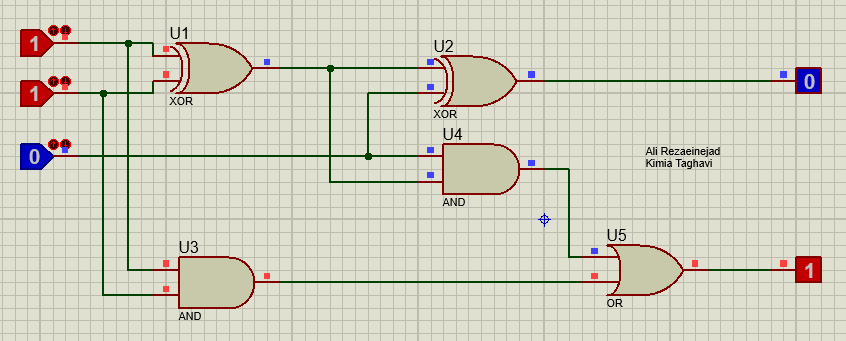 U1
1
XOR
1
U2
0
XOR
U4
0
AND
Ali Rezaeinejad
Kimia Taghavi
U3
AND
U5
1
OR